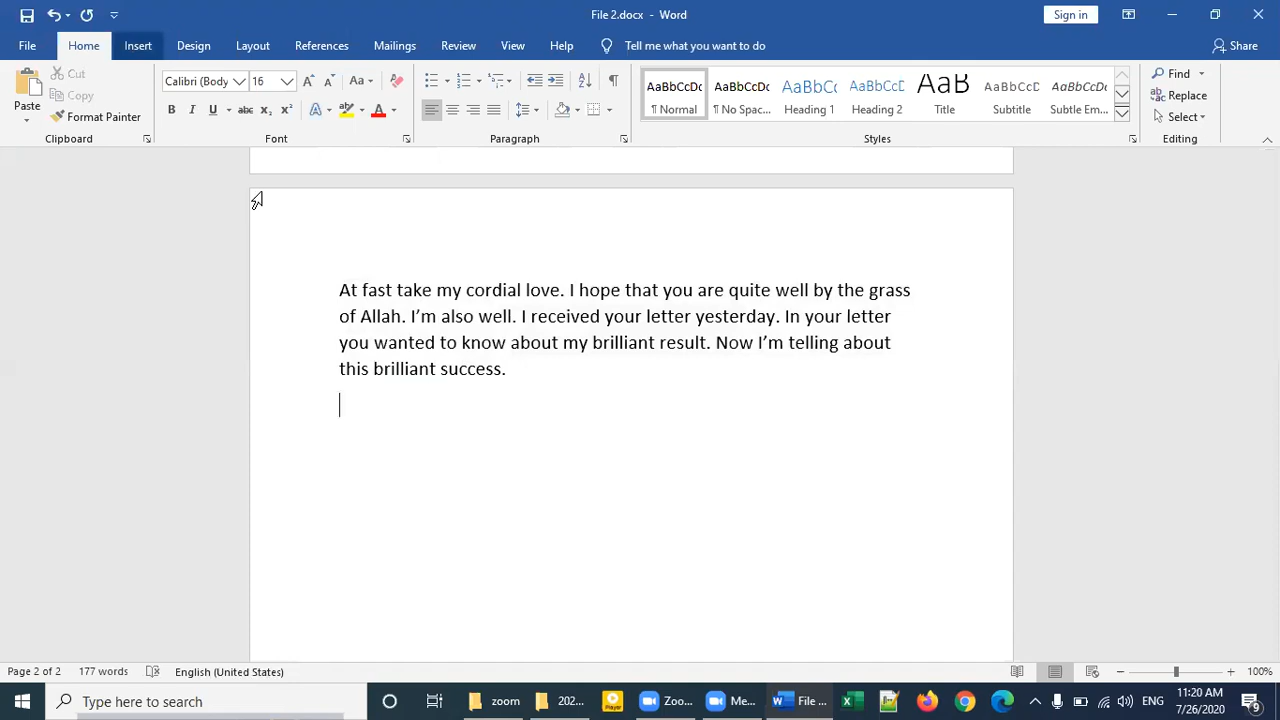 File 2.docx - Word
Sign in
File Home Insert Design Layout References Mailings Review View Help Tell me what you want to do Share
Paste
Cut
Copy
Format Painter
Clipboard
Calibri (Body 16
Font
Paragraph
AaBbCcDc AaBbCcDc AaBbCc AaBbCcD AaB AaBbCcD AaBbCcDc
¶ Normal ¶ No Spac... Heading 1 Heading 2 Title Subtitle Subtle Em...
Styles
Find
Replace
Select
Editing
At fast take my cordial love. I hope that you are quite well by the grass
of Allah. I’m also well. I received your letter yesterday. In your letter
you wanted to know about my brilliant result. Now I’m telling about
this brilliant success.
Page 2 of 2 177 words English (United States) 100%
Type here to search
zoom
202...
Zoo...
Me...
File ...
ENG
11:20 AM
7/26/2020